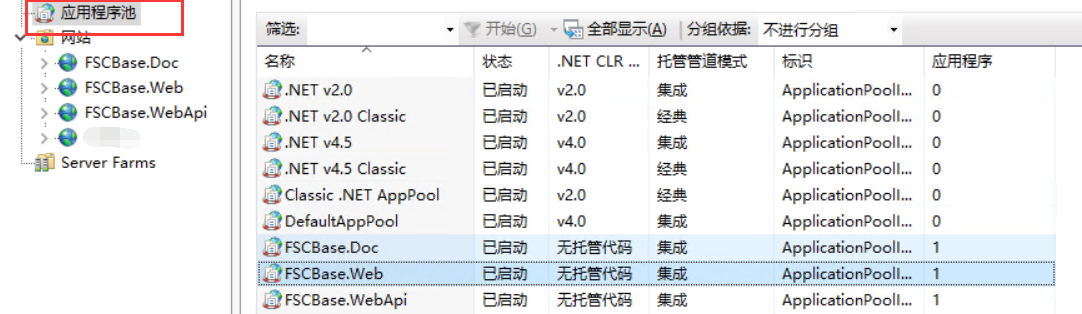 应用程序池
网站
FSCBase.Doc
FSCBase.Web
FSCBase.WebApi
Server Farms
筛选: 开始(G) 全部显示(A) 分组依据: 不进行分组
名称 状态 .NET CLR ... 托管管道模式 标识 应用程序
.NET v2.0 已启动 v2.0 集成 ApplicationPoolI... 0
.NET v2.0 Classic 已启动 v2.0 经典 ApplicationPoolI... 0
.NET v4.5 已启动 v4.0 集成 ApplicationPoolI... 0
.NET v4.5 Classic 已启动 v4.0 经典 ApplicationPoolI... 0
Classic .NET AppPool 已启动 v2.0 经典 ApplicationPoolI... 0
DefaultAppPool 已启动 v4.0 集成 ApplicationPoolI... 0
FSCBase.Doc 已启动 无托管代码 集成 ApplicationPoolI... 1
FSCBase.Web 已启动 无托管代码 集成 ApplicationPoolI... 1
FSCBase.WebApi 已启动 无托管代码 集成 ApplicationPoolI... 1